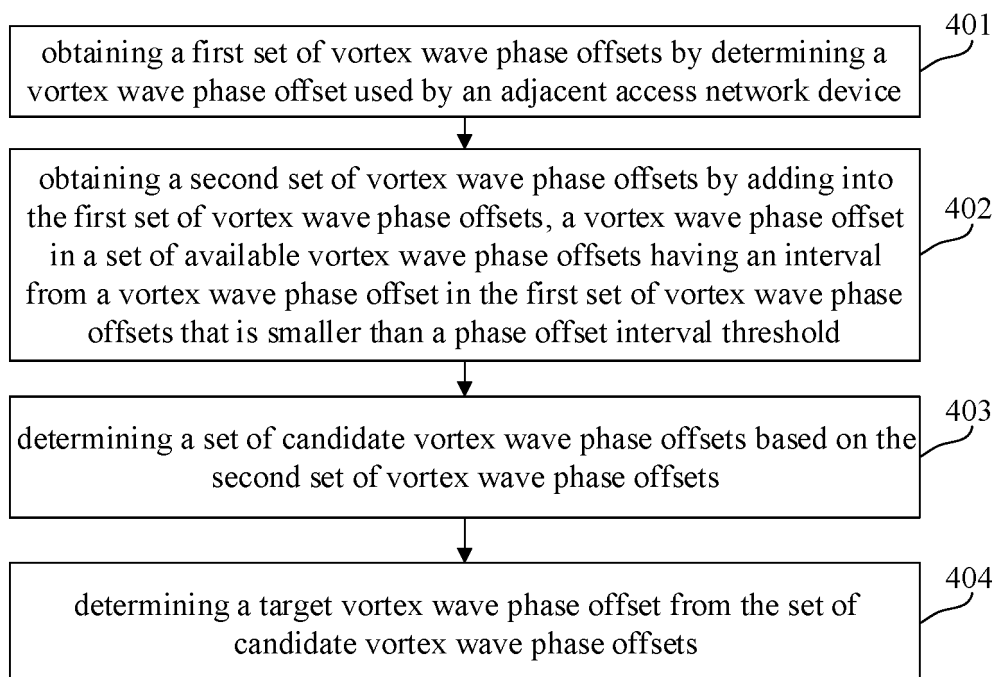 obtaining a first set of vortex wave phase offsets by determining a
vortex wave phase offset used by an adjacent access network device
401
obtaining a second set of vortex wave phase offsets by adding into
the first set of vortex wave phase offsets, a vortex wave phase offset
in a set of available vortex wave phase offsets having an interval
from a vortex wave phase offset in the first set of vortex wave phase
offsets that is smaller than a phase offset interval threshold
402
determining a set of candidate vortex wave phase offsets based on the
second set of vortex wave phase offsets
403
determining a target vortex wave phase offset from the set of
candidate vortex wave phase offsets
404